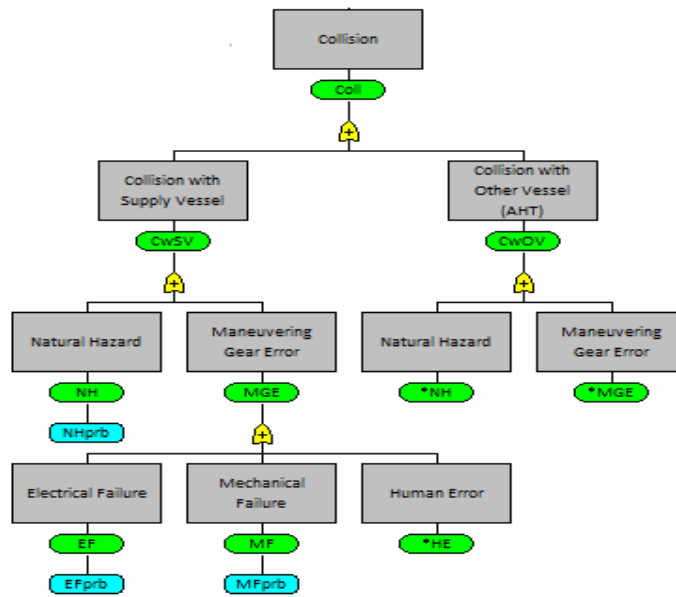 Collision
Coll
+
Collision with
Supply Vessel
Collision with
Other Vessel
(AHT)
CwSV
CwOV
+
+
Natural Hazard
Maneuvering
Gear Error
Natural Hazard
Maneuvering
Gear Error
NH
MGE
*NH
*MGE
NHprb
+
Electrical Failure
Mechanical
Failure
Human Error
EF
MF
*HE
EFprb
MFprb